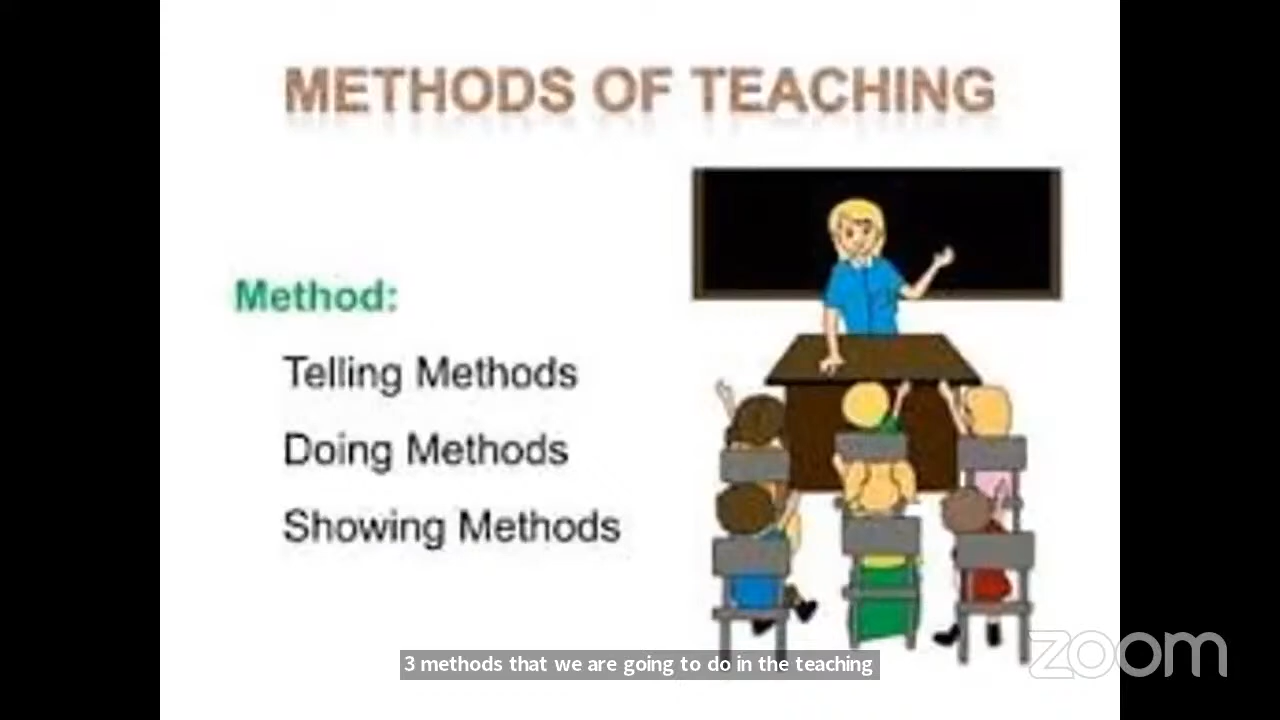 METHODS OF TEACHING
Method:
Telling Methods
Doing Methods
Showing Methods
3 methods that we are going to do in the teaching
zoom